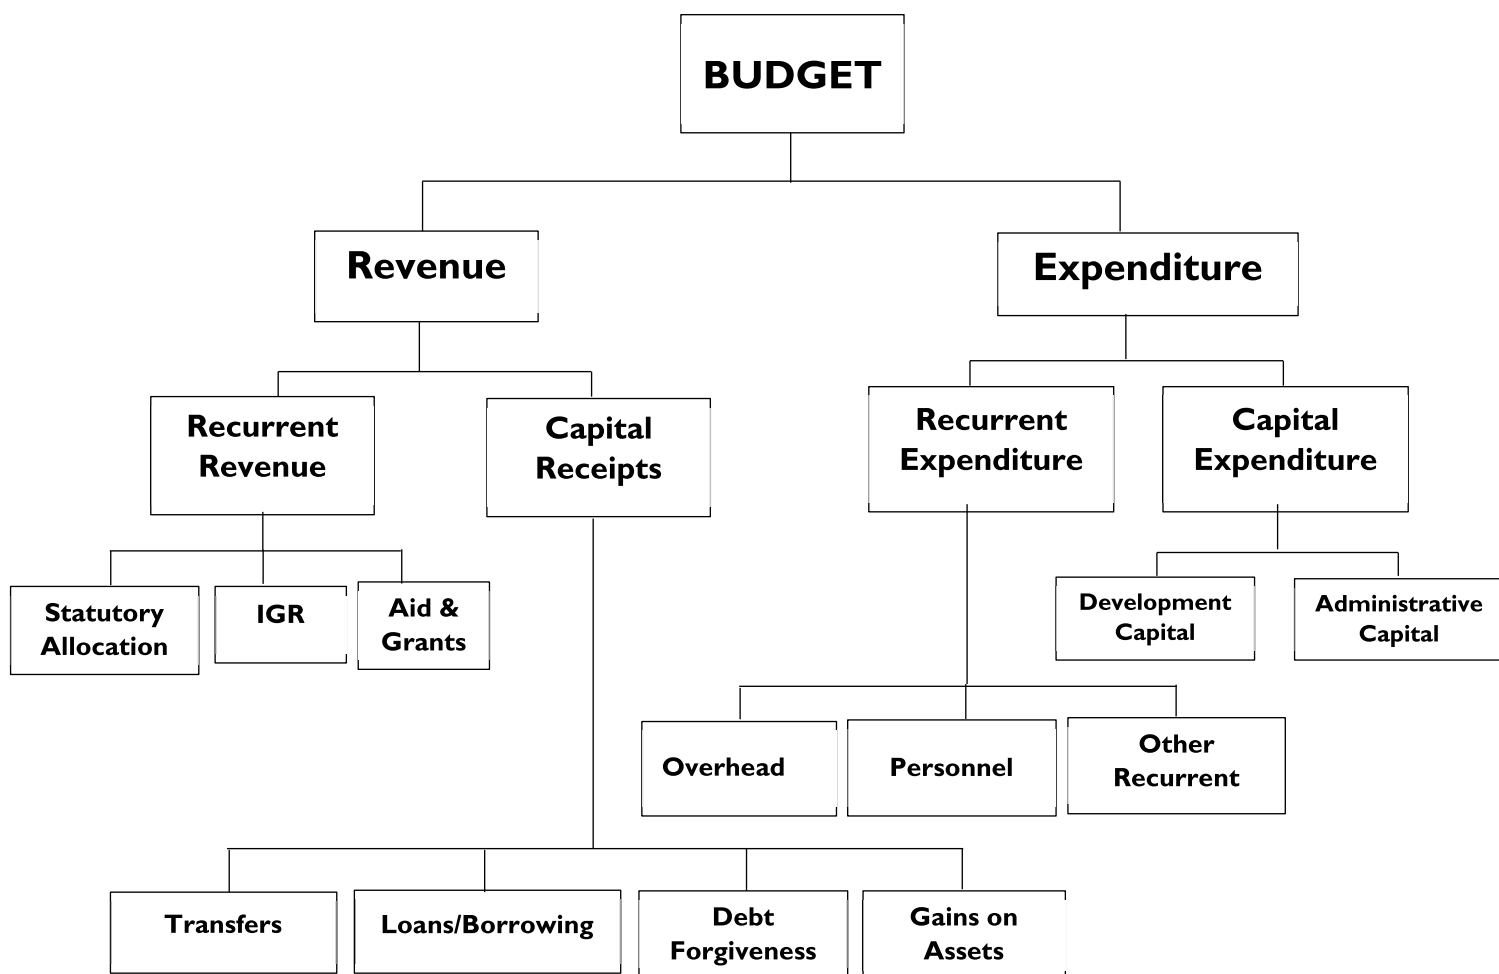 BUDGET
Revenue
Expenditure
Recurrent
Revenue
Capital
Receipts
Recurrent
Expenditure
Capital
Expenditure
Statutory
Allocation
IGR
Aid &
Grants
Development
Capital
Administrative
Capital
Overhead
Personnel
Other
Recurrent
Transfers
Loans/Borrowing
Debt
Forgiveness
Gains on
Assets